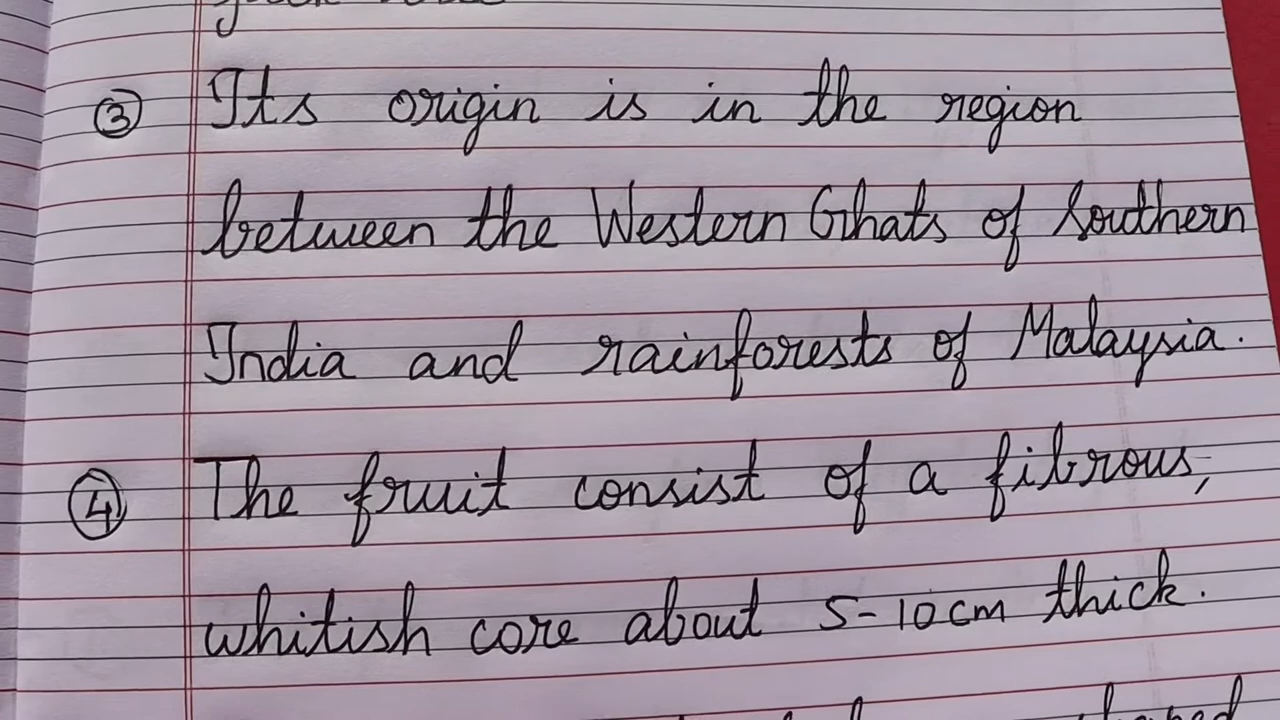 ③ Its origin is in the region
between the Western Ghats of Southern
India and rainforests of Malaysia.
④ The fruit consist of a fibrous,
whitish core about 5-10cm thick.